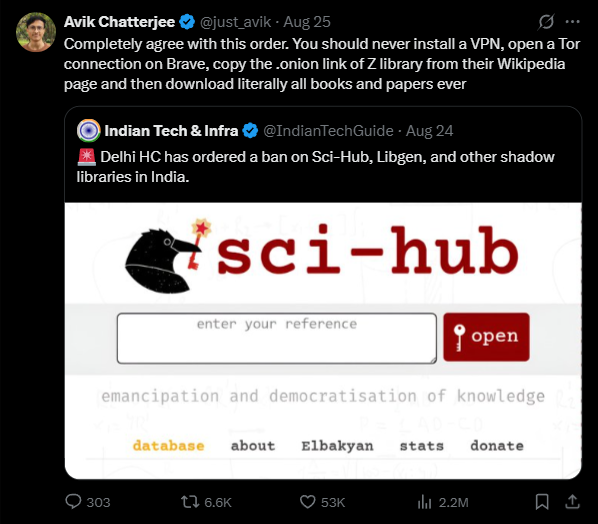 Avik Chatterjee @just_avik · Aug 25
Completely agree with this order. You should never install a VPN, open a Tor
connection on Brave, copy the .onion link of Z library from their Wikipedia
page and then download literally all books and papers ever
Indian Tech & Infra @IndianTechGuide · Aug 24
🚨 Delhi HC has ordered a ban on Sci-Hub, Libgen, and other shadow
libraries in India.
sci-hub
enter your reference
open
emancipation and democratisation of knowledge
database about Elbakyan stats donate
303 6.6K 53K 2.2M